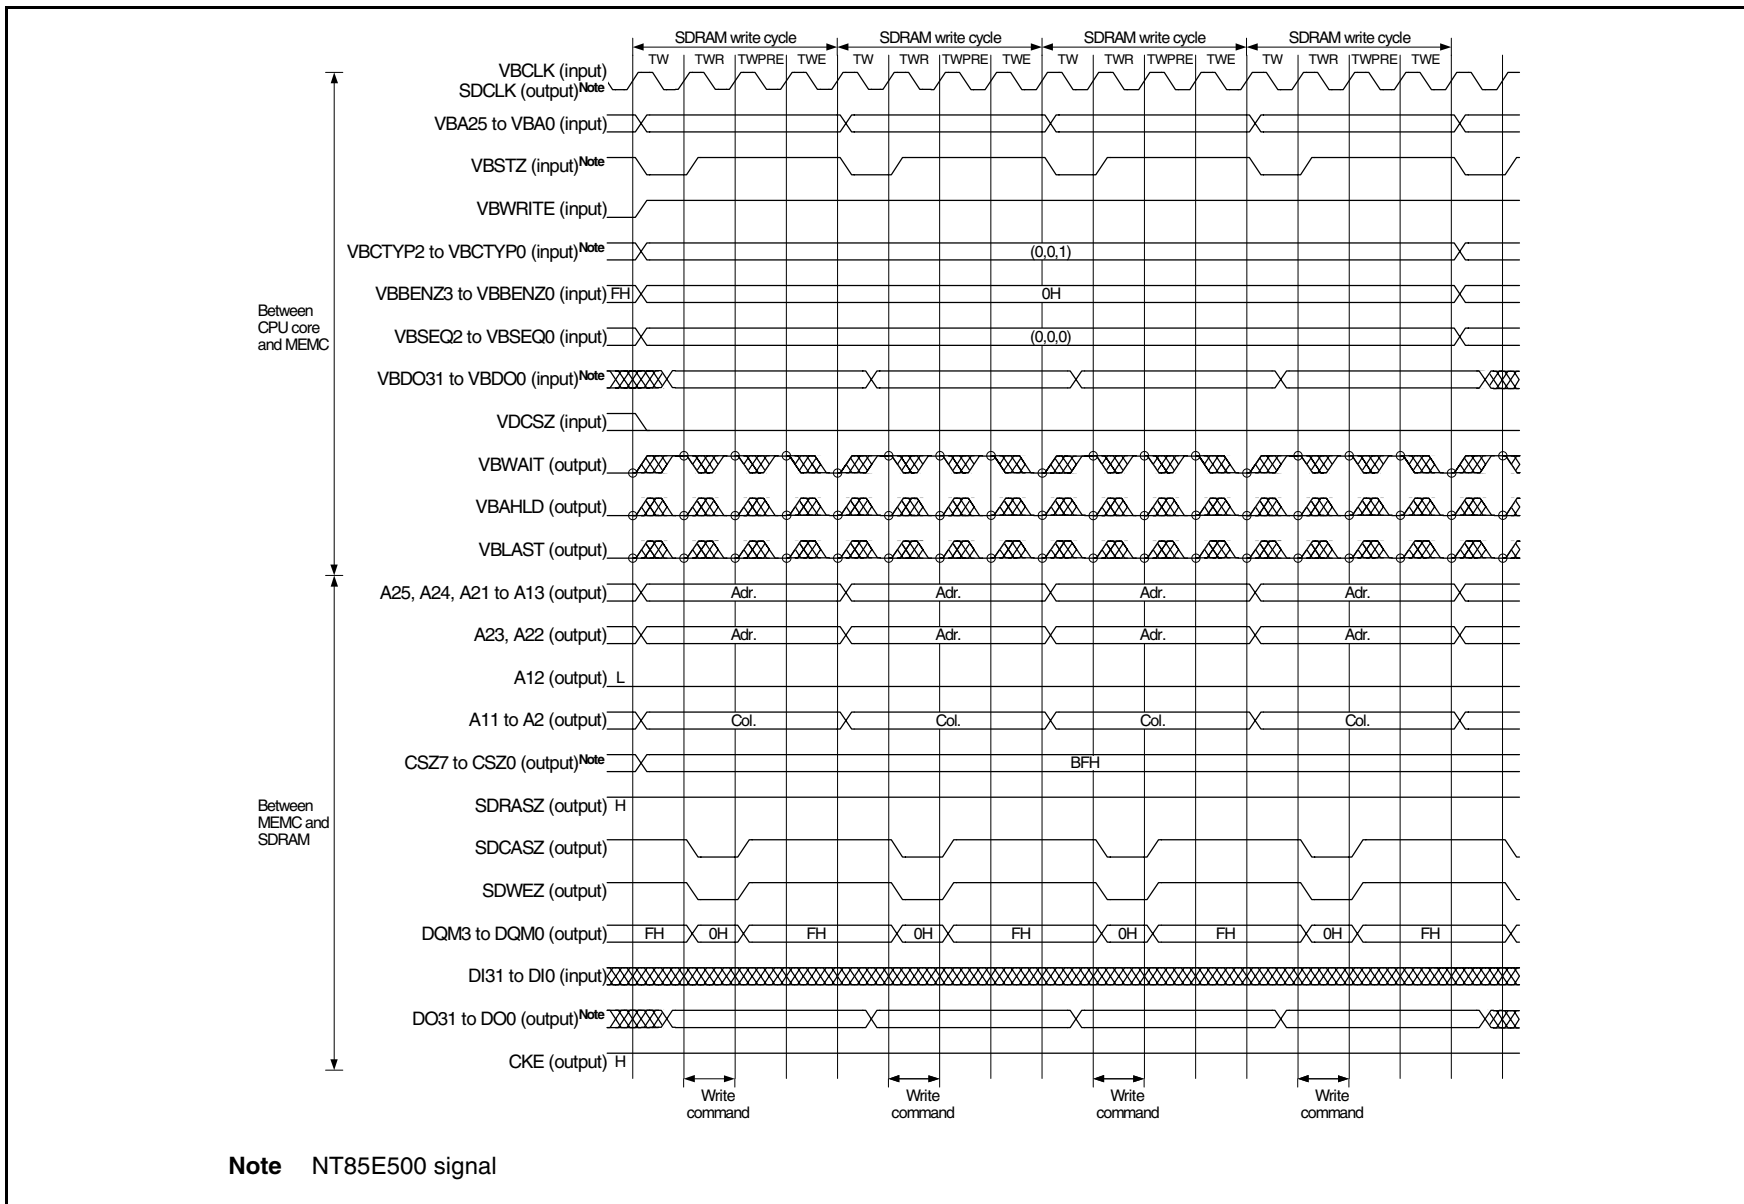 SDRAM write cycle SDRAM write cycle SDRAM write cycle SDRAM write cycle
TW TWR TWPRE TWE TW TWR TWPRE TWE TW TWR TWPRE TWE TW TWR TWPRE TWE
VBCLK (input)
SDCLK (output)Note
VBA25 to VBA0 (input)
VBSTZ (input)Note
VBWRITE (input)
VBCTYP2 to VBCTYP0 (input)Note (0,0,1)
VBBENZ3 to VBBENZ0 (input) FH 0H
Between
CPU core
and MEMC
VBSEQ2 to VBSEQ0 (input) (0,0,0)
VBDO31 to VBDO0 (input)Note
VDCSZ (input)
VBWAIT (output)
VBAHLD (output)
VBLAST (output)
A25, A24, A21 to A13 (output) Adr. Adr. Adr. Adr.
A23, A22 (output) Adr. Adr. Adr. Adr.
A12 (output) L
A11 to A2 (output) Col. Col. Col. Col.
CSZ7 to CSZ0 (output)Note BFH
SDRASZ (output) H
Between
MEMC and
SDRAM
SDCASZ (output)
SDWEZ (output)
DQM3 to DQM0 (output) FH 0H FH 0H FH 0H FH 0H FH
DI31 to DI0 (input)
DO31 to DO0 (output)Note
CKE (output) H
Write Write Write Write
command command command command
Note NT85E500 signal